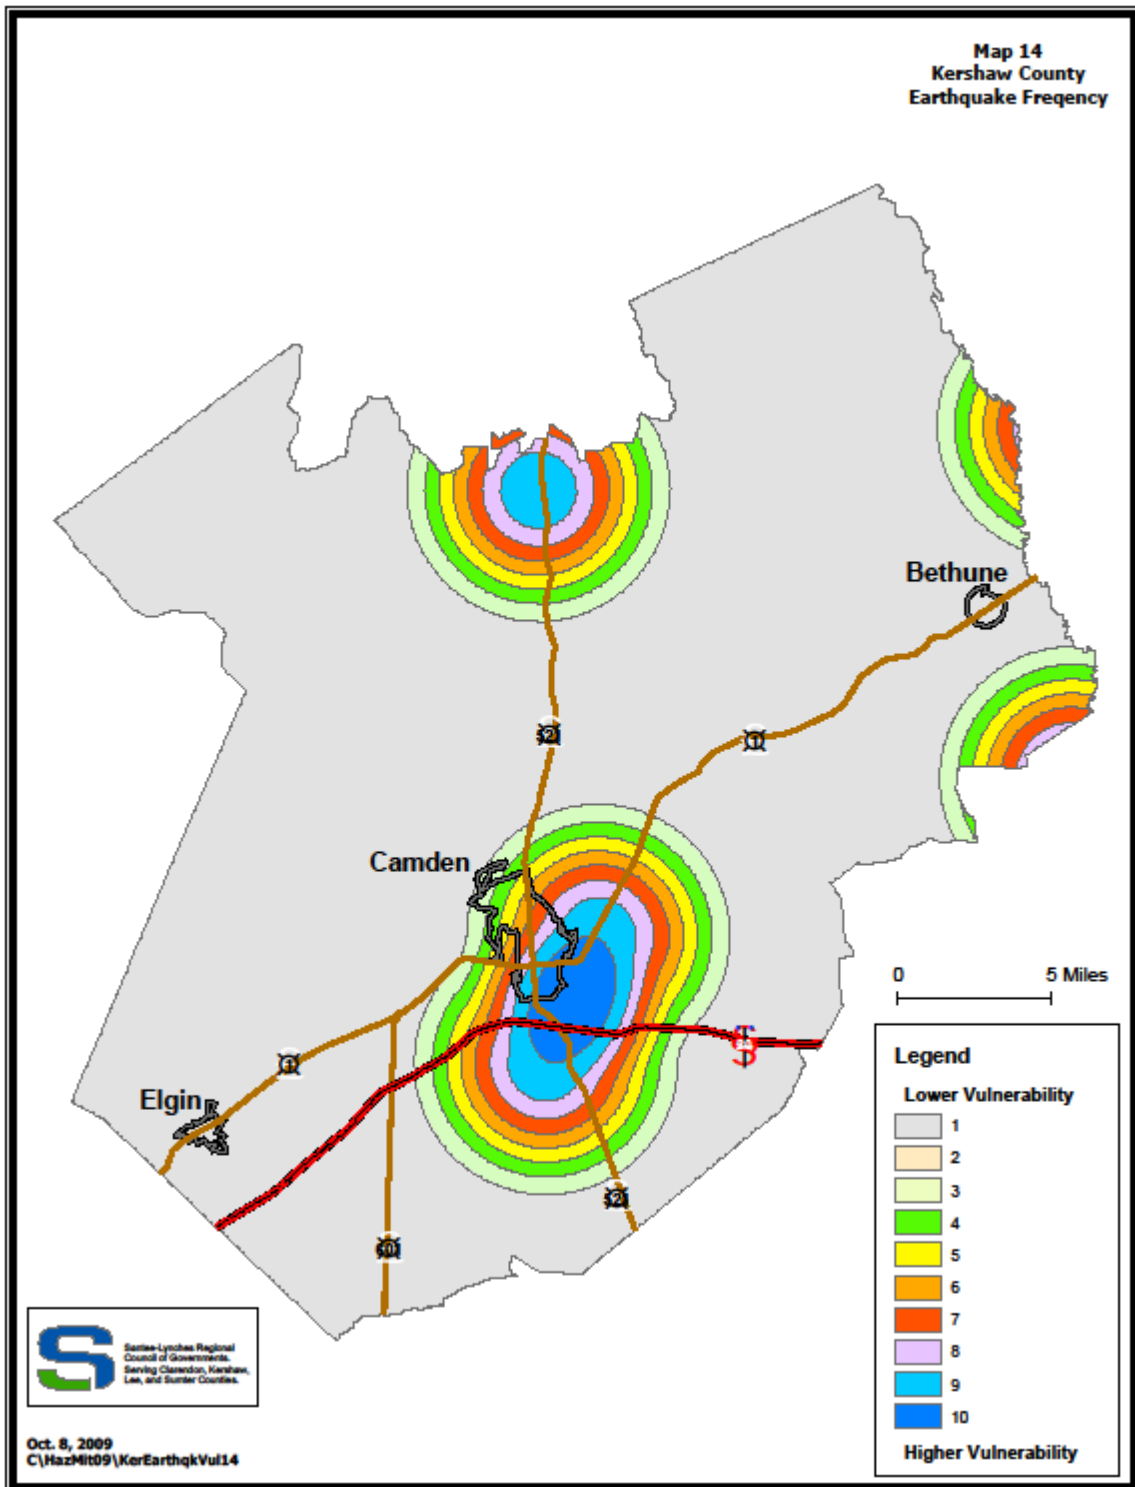 Map 14
Kershaw County
Earthquake Freqency
Bethune
Camden
Elgin
0 5 Miles
Legend
Lower Vulnerability
1
2
3
4
5
6
7
8
9
10
Higher Vulnerability
Santee-Lynches Regional
Council of Governments.
Serving Clarendon, Kershaw,
Lee, and Sumter Counties.
Oct. 8, 2009
C\HazMit09\KerEarthqkVul14